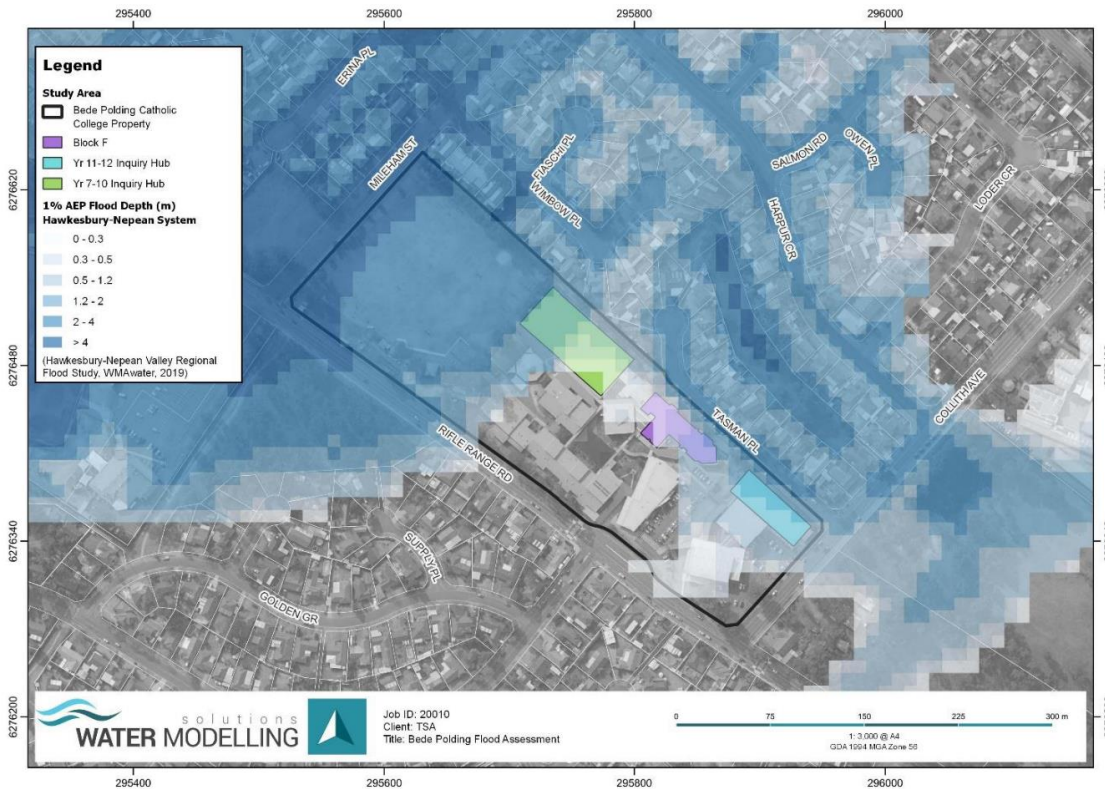 295400
295600
295800
296000
Legend
Study Area
Bede Polding Catholic
College Property
Block F
Yr 11-12 Inquiry Hub
Yr 7-10 Inquiry Hub
1% AEP Flood Depth (m)
Hawkesbury-Nepean System
0 - 0.3
0.3 - 0.5
0.5 - 1.2
1.2 - 2
2 - 4
> 4
(Hawkesbury-Nepean Valley Regional
Flood Study, WMAwater, 2019)
ERINA PL
MILEHAM ST
FIASCHI PL
WIMBOW PL
SALMON RD
OWEN PL
HARPUR CR
LODER CR
COLLITH AVE
TASMAN PL
RIFLE RANGE RD
SUPPLY PL
GOLDEN GR
6276620
6276480
6276340
6276200
solutions
WATER MODELLING
Job ID: 20010
Client: TSA
Title: Bede Polding Flood Assessment
0 75 150 225 300 m
1: 3,000 @ A4
GDA 1994 MGA Zone 56
295400
295600
295800
296000